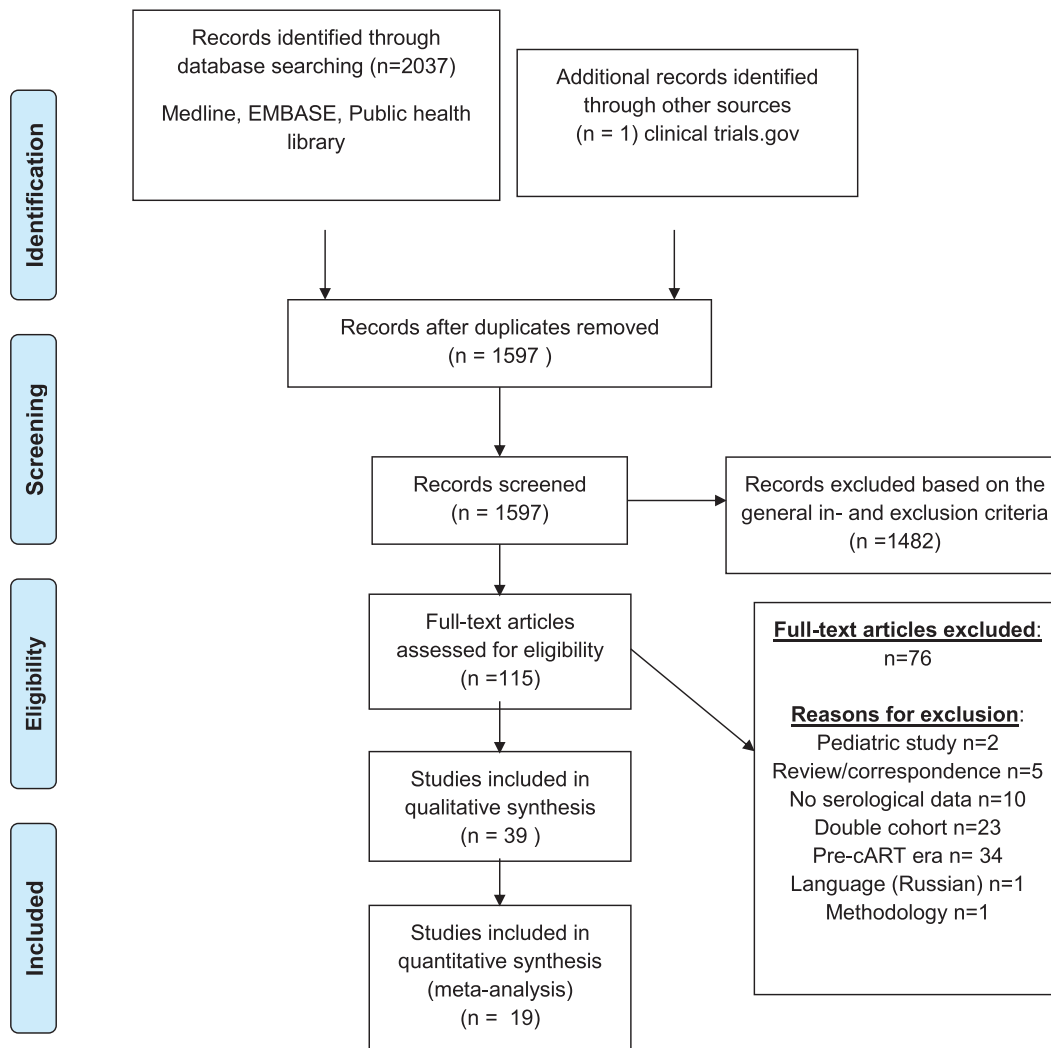 Identification
Records identified through
database searching (n=2037)
Medline, EMBASE, Public health
library
Additional records identified
through other sources
(n = 1) clinical trials.gov
Records after duplicates removed
(n = 1597 )
Screening
Records screened
(n = 1597)
Records excluded based on the
general in- and exclusion criteria
(n =1482)
Eligibility
Full-text articles
assessed for eligibility
(n =115)
Full-text articles excluded:
n=76
Reasons for exclusion:
Pediatric study n=2
Review/correspondence n=5
No serological data n=10
Double cohort n=23
Pre-cART era n= 34
Language (Russian) n=1
Methodology n=1
Studies included in
qualitative synthesis
(n = 39 )
Included
Studies included in
quantitative synthesis
(meta-analysis)
(n =  19)